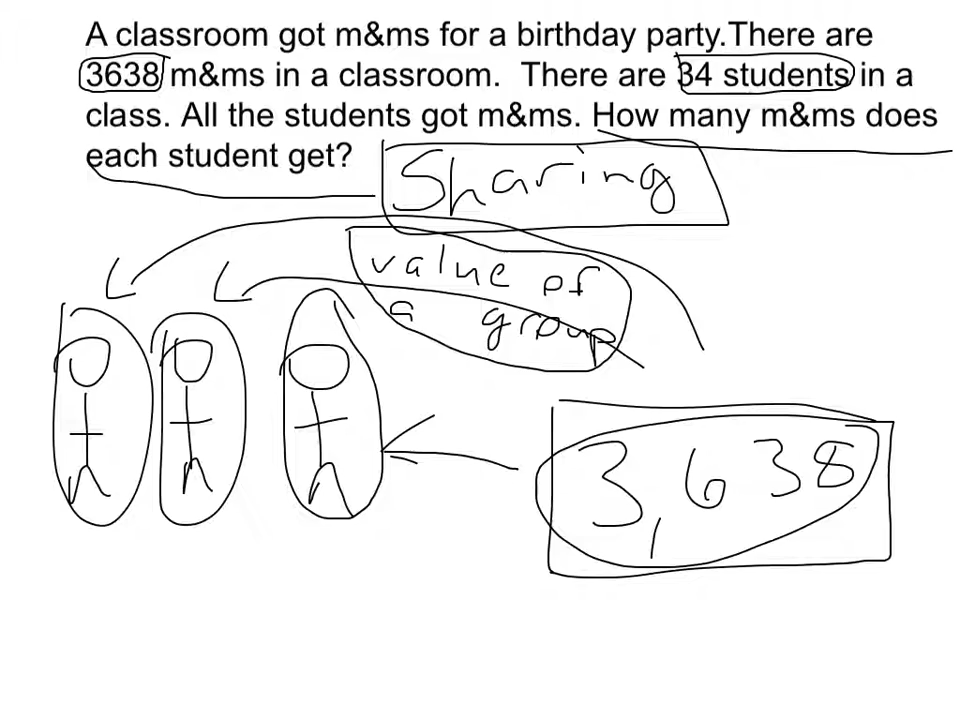 A classroom got m&ms for a birthday party.There are
3638 m&ms in a classroom. There are 34 students in a
class. All the students got m&ms. How many m&ms does
each student get?
Sharing
value of
a group
3,638